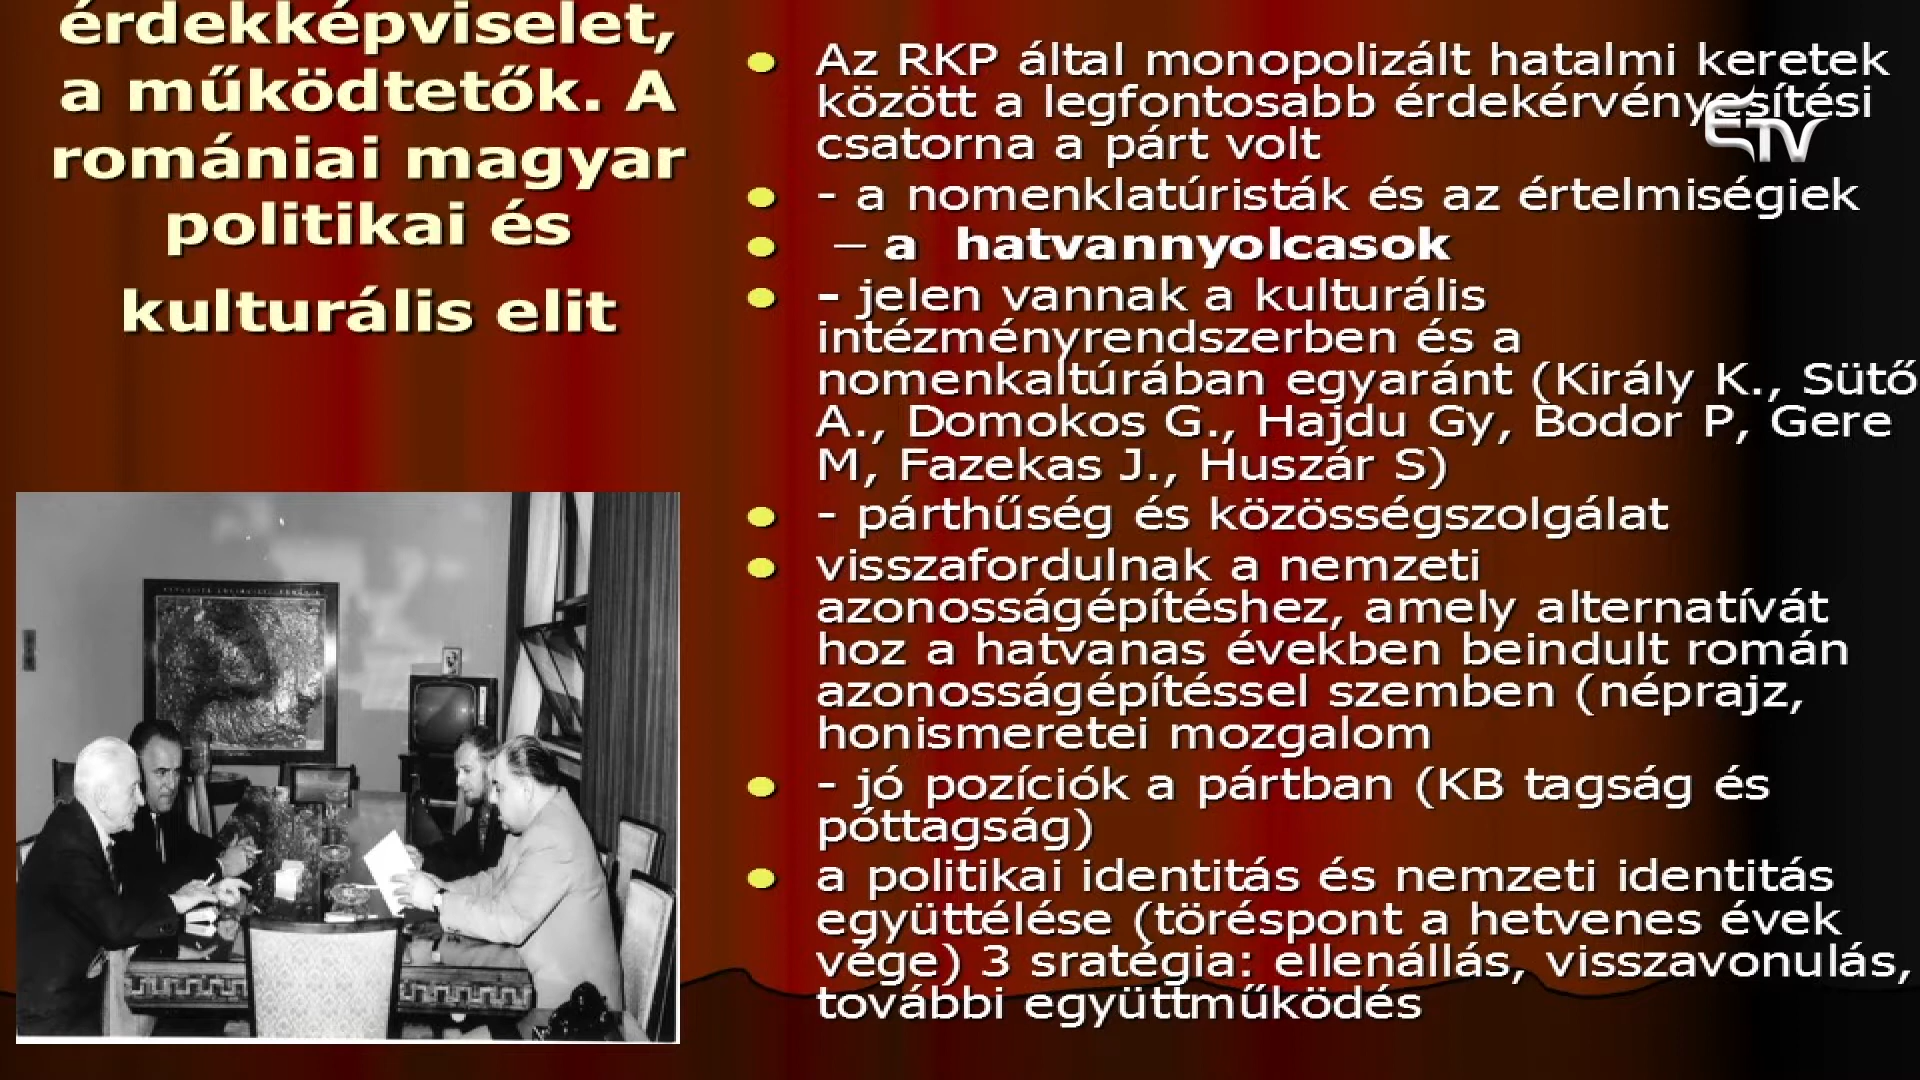 érdekképviselet,
a működtetők. A
romániai magyar
politikai és
kulturális elit
Az RKP által monopolizált hatalmi keretek
között a legfontosabb érdekérvényesítési
csatorna a párt volt
- a nomenklatúristák és az értelmiségiek
– a hatvannyolcasok
- jelen vannak a kulturális
intézményrendszerben és a
nomenkaltúrában egyaránt (Király K., Sütő
A., Domokos G., Hajdu Gy, Bodor P, Gere
M, Fazekas J., Huszár S)
- párthűség és közösségszolgálat
visszafordulnak a nemzeti
azonosságépítéshez, amely alternatívát
hoz a hatvanas években beindult román
azonosságépítéssel szemben (néprajz,
honismeretei mozgalom
- jó pozíciók a pártban (KB tagság és
póttagság)
a politikai identitás és nemzeti identitás
együttélése (töréspont a hetvenes évek
vége) 3 sratégia: ellenállás, visszavonulás,
további együttműködés
ETV